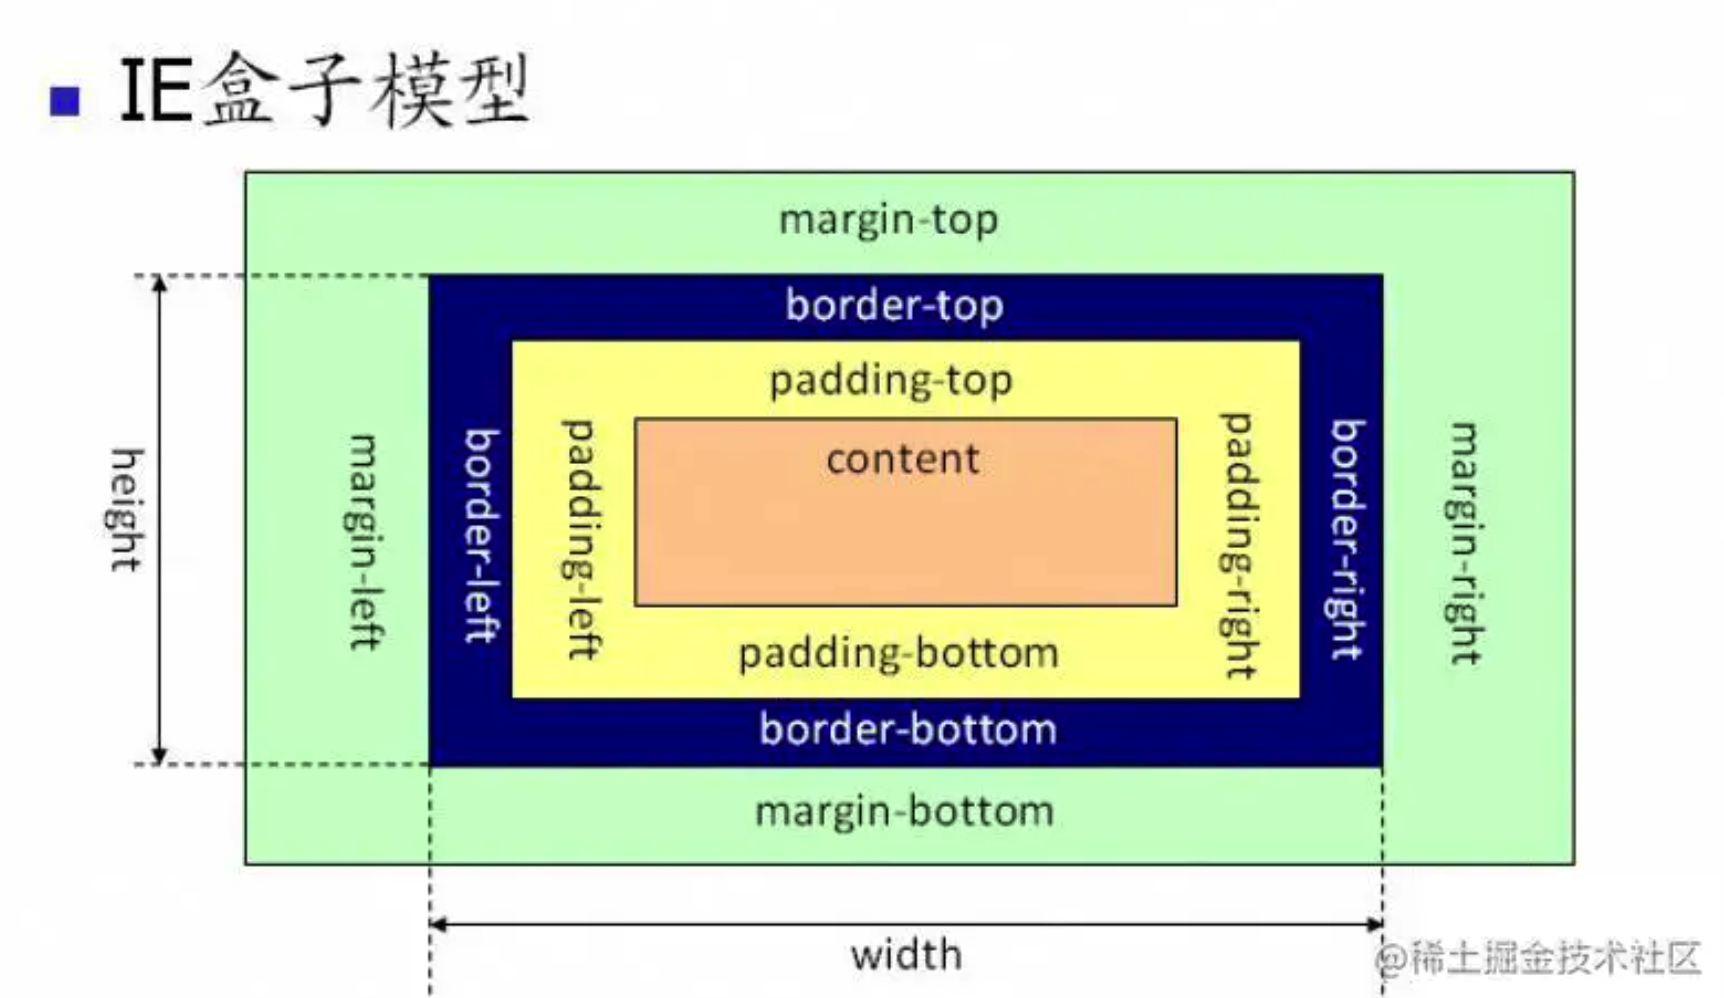 IE盒子模型
margin-top
border-top
padding-top
content
height
margin-left
border-left
padding-left
padding-right
border-right
margin-right
padding-bottom
border-bottom
margin-bottom
width
@稀土掘金技术社区